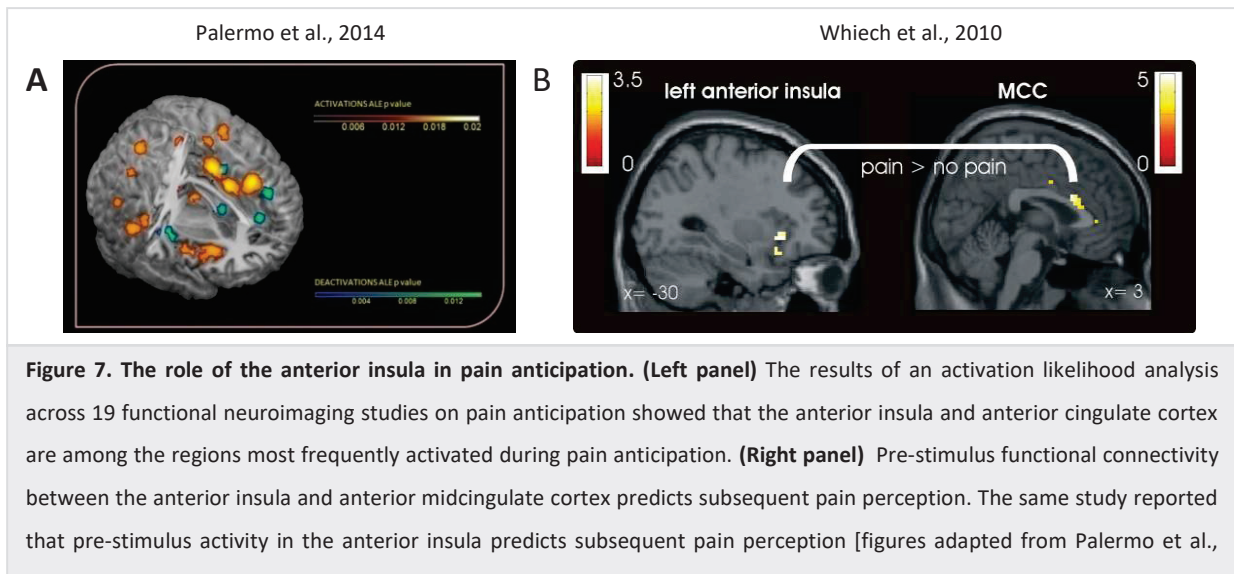 Palermo et al., 2014
Whiech et al., 2010
A
ACTIVATIONS ALE p value
0.006 0.012 0.018 0.02
DEACTIVATIONS ALE p value
0.004 0.008 0.012
B
3.5
0
left anterior insula
MCC
5
0
pain > no pain
x= -30
x= 3
Figure 7. The role of the anterior insula in pain anticipation. (Left panel) The results of an activation likelihood analysis
across 19 functional neuroimaging studies on pain anticipation showed that the anterior insula and anterior cingulate cortex
are among the regions most frequently activated during pain anticipation. (Right panel) Pre-stimulus functional connectivity
between the anterior insula and anterior midcingulate cortex predicts subsequent pain perception. The same study reported
that pre-stimulus activity in the anterior insula predicts subsequent pain perception [figures adapted from Palermo et al.,